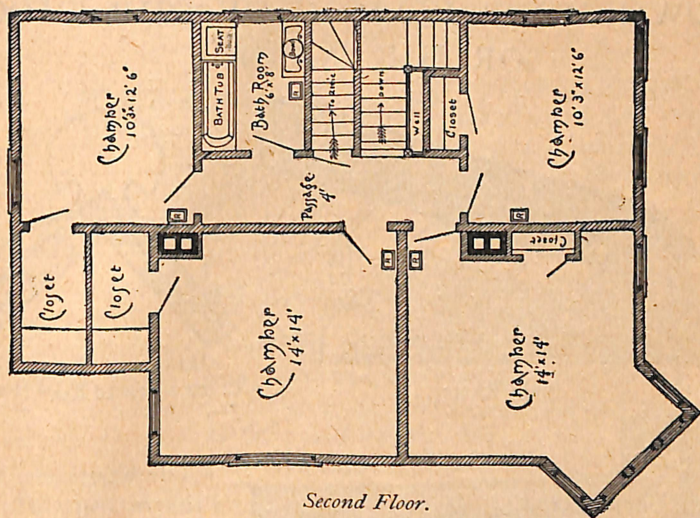 Chamber
10'3"x12'6"
SEAT
BATH TUB
Bath Room
6'x8'
Bowl
R
To Attic
Down
Well
Closet
Chamber
10'3"x12'6"
Passage
4'
R
R
Closet
Closet
R
R
Closet
Chamber
14'x14'
Chamber
14'x14'
Second Floor.